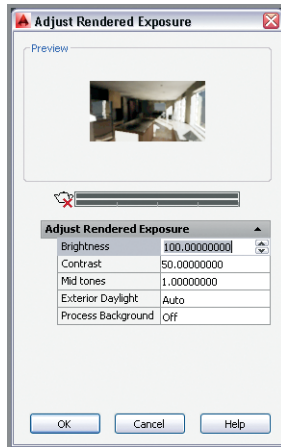 Adjust Rendered Exposure
Preview
Adjust Rendered Exposure
Brightness 100.00000000
Contrast 50.00000000
Mid tones 1.00000000
Exterior Daylight Auto
Process Background Off
OK Cancel Help